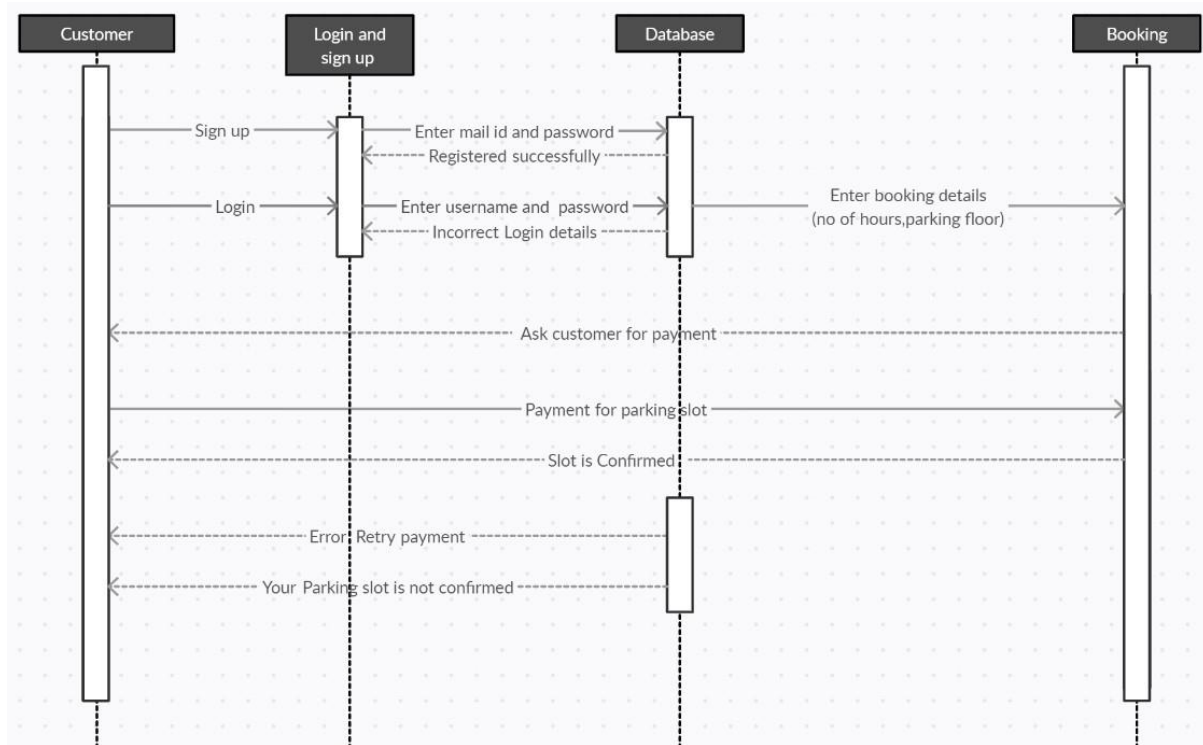 Customer
Login and
sign up
Database
Booking
Sign up
Enter mail id and password
Registered successfully
Login
Enter username and password
Enter booking details
(no of hours,parking floor)
Incorrect Login details
Ask customer for payment
Payment for parking slot
Slot is Confirmed
Error Retry payment
Your Parking slot is not confirmed